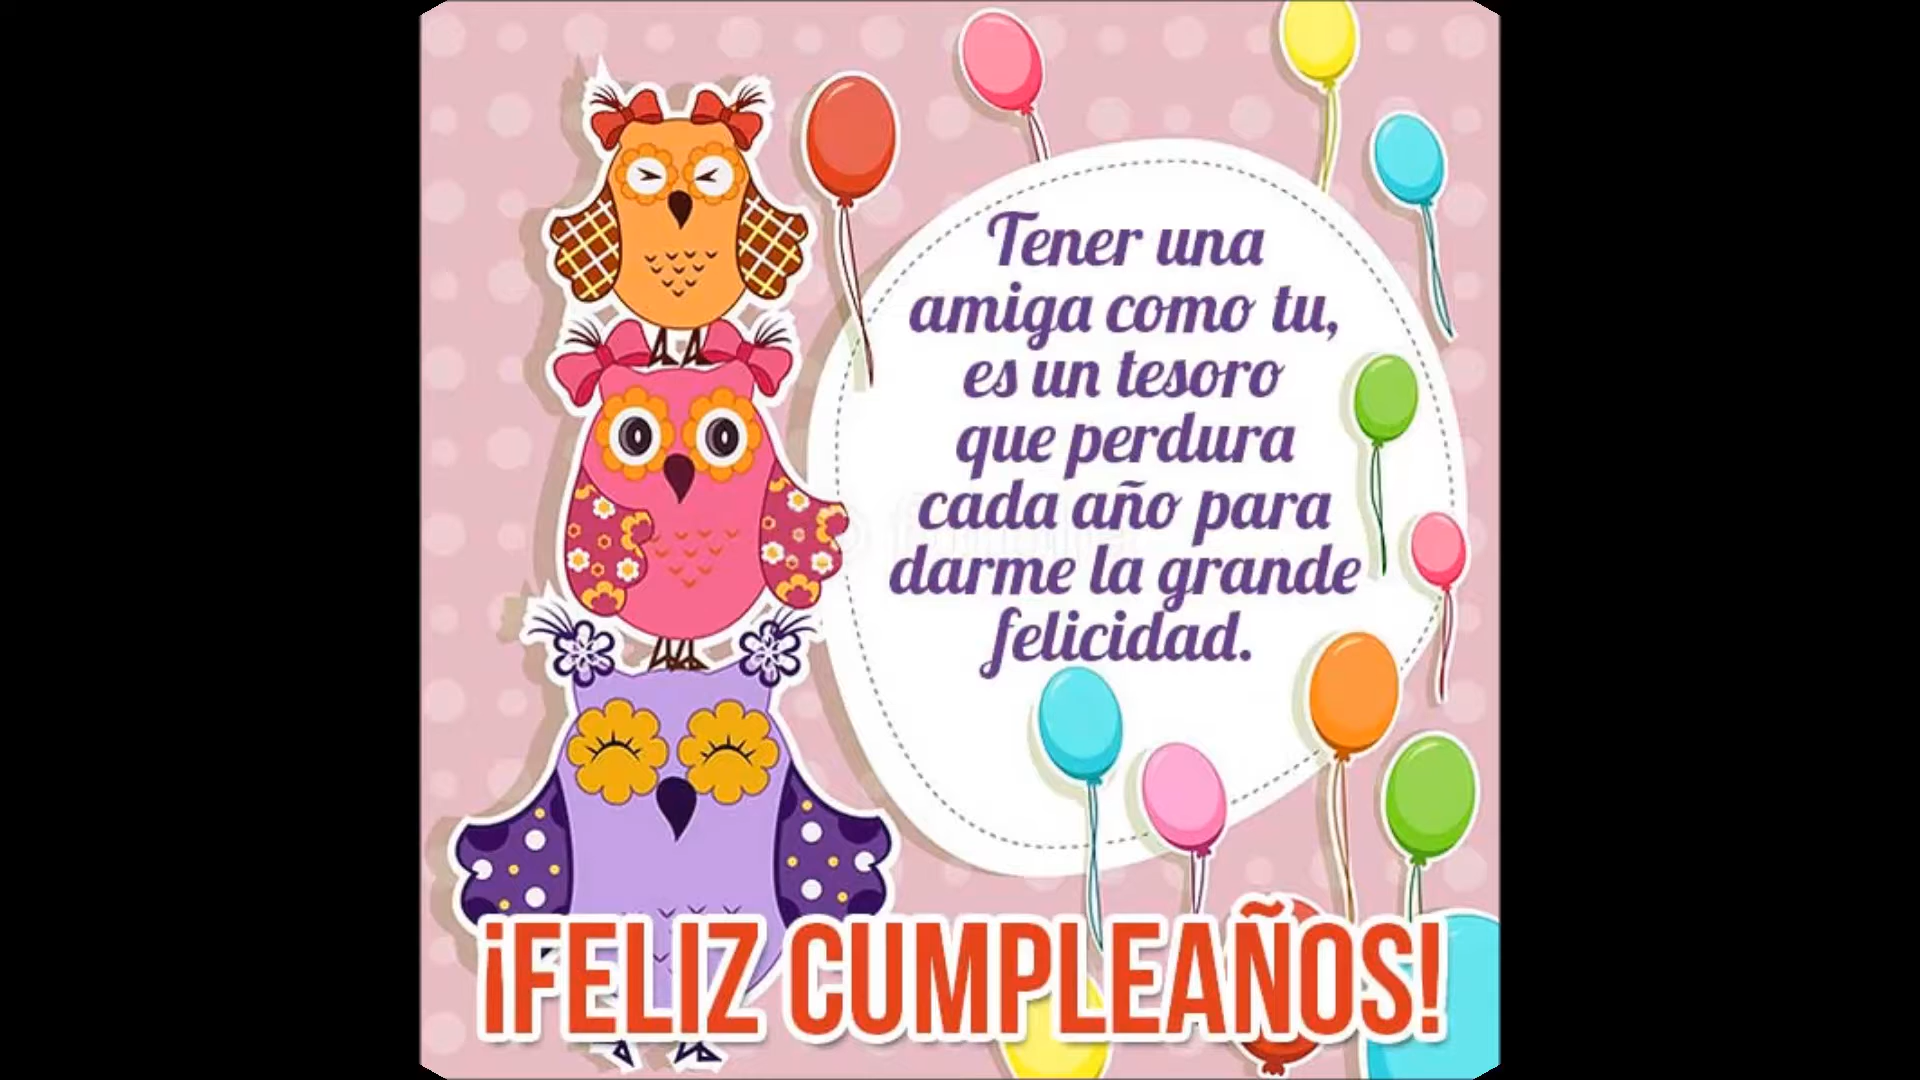 Tener una
amiga como tu,
es un tesoro
que perdura
cada año para
darme la grande
felicidad.
¡FELIZ CUMPLEAÑOS!